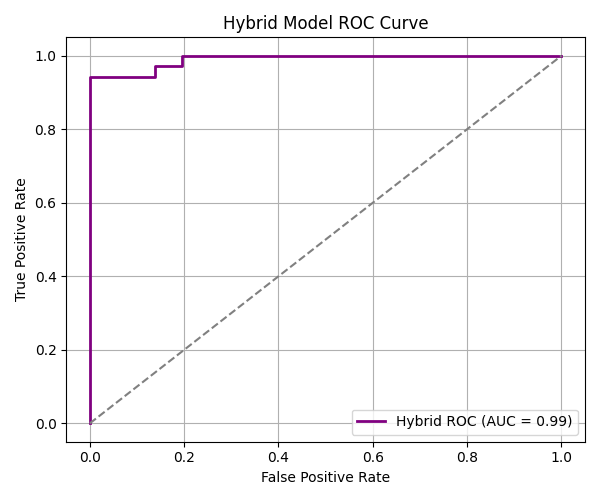 Hybrid Model ROC Curve
True Positive Rate
1.0
0.8
0.6
0.4
0.2
0.0
Hybrid ROC (AUC = 0.99)
0.0 0.2 0.4 0.6 0.8 1.0
False Positive Rate